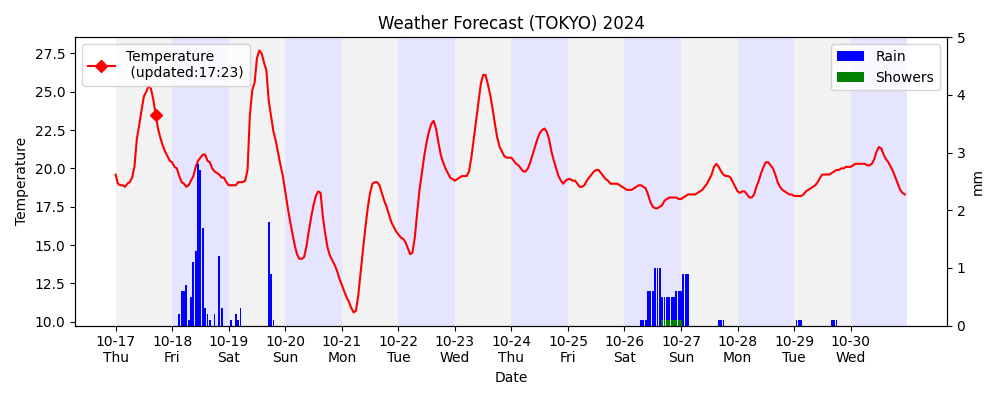 Weather Forecast (TOKYO) 2024
Temperature
(updated:17:23)
Rain
Showers
27.5
25.0
22.5
20.0
17.5
15.0
12.5
10.0
Temperature
5
4
3
2
1
0
mm
10-17 10-18 10-19 10-20 10-21 10-22 10-23 10-24 10-25 10-26 10-27 10-28 10-29 10-30
Thu Fri Sat Sun Mon Tue Wed Thu Fri Sat Sun Mon Tue Wed
Date